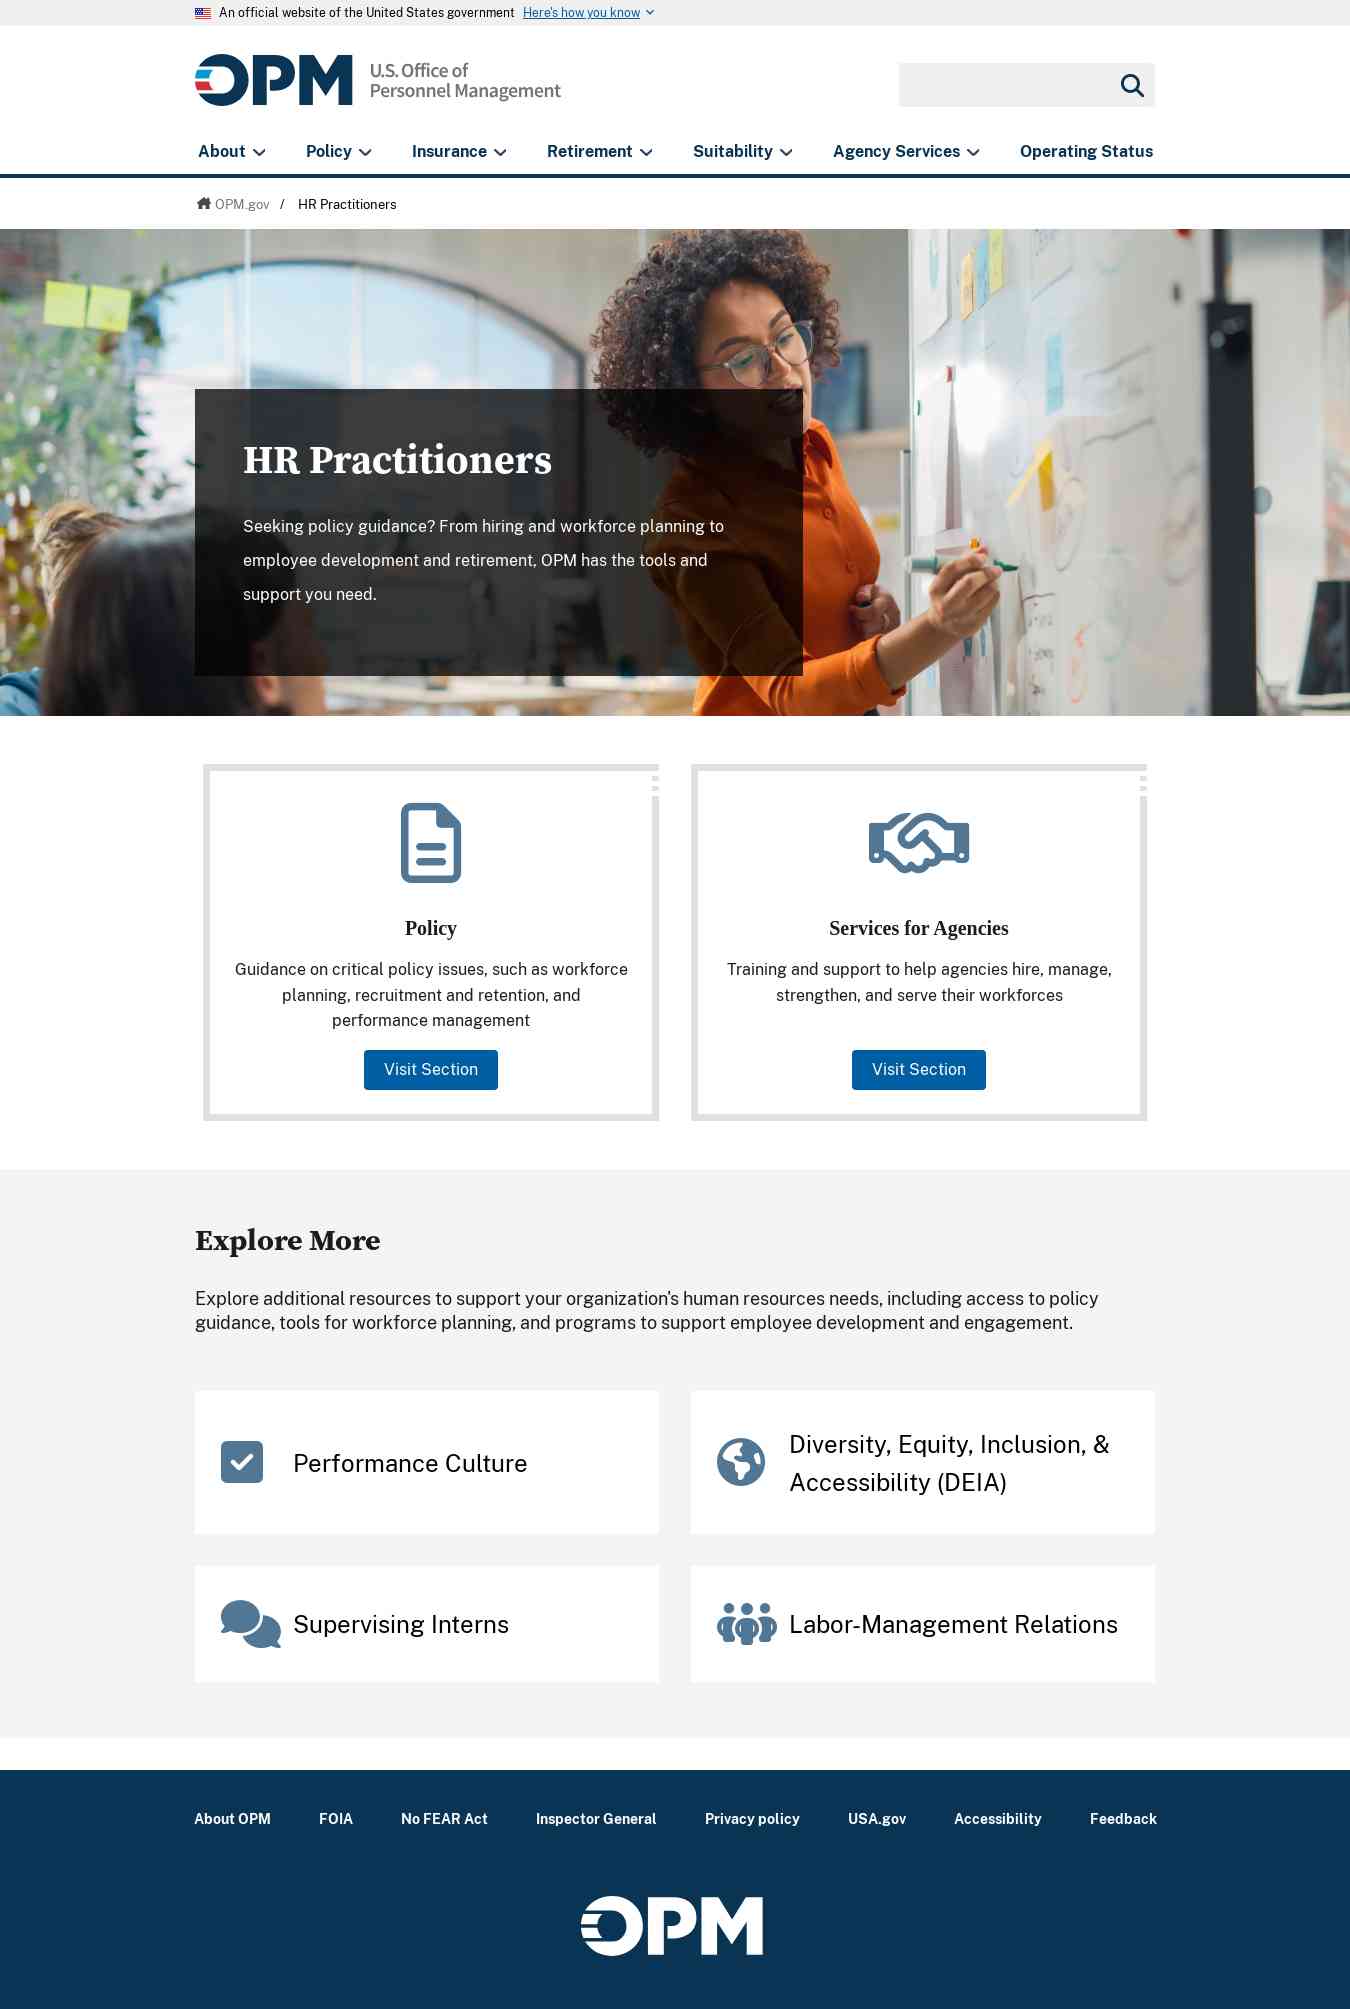 An official website of the United States government Here's how you know
OPM U.S. Office of
Personnel Management
About Policy Insurance Retirement Suitability Agency Services Operating Status
OPM.gov / HR Practitioners
HR Practitioners
Seeking policy guidance? From hiring and workforce planning to
employee development and retirement, OPM has the tools and
support you need.
Policy
Guidance on critical policy issues, such as workforce
planning, recruitment and retention, and
performance management
Visit Section
Services for Agencies
Training and support to help agencies hire, manage,
strengthen, and serve their workforces
Visit Section
Explore More
Explore additional resources to support your organization's human resources needs, including access to policy
guidance, tools for workforce planning, and programs to support employee development and engagement.
Performance Culture
Diversity, Equity, Inclusion, &
Accessibility (DEIA)
Supervising Interns
Labor-Management Relations
About OPM FOIA No FEAR Act Inspector General Privacy policy USA.gov Accessibility Feedback
OPM